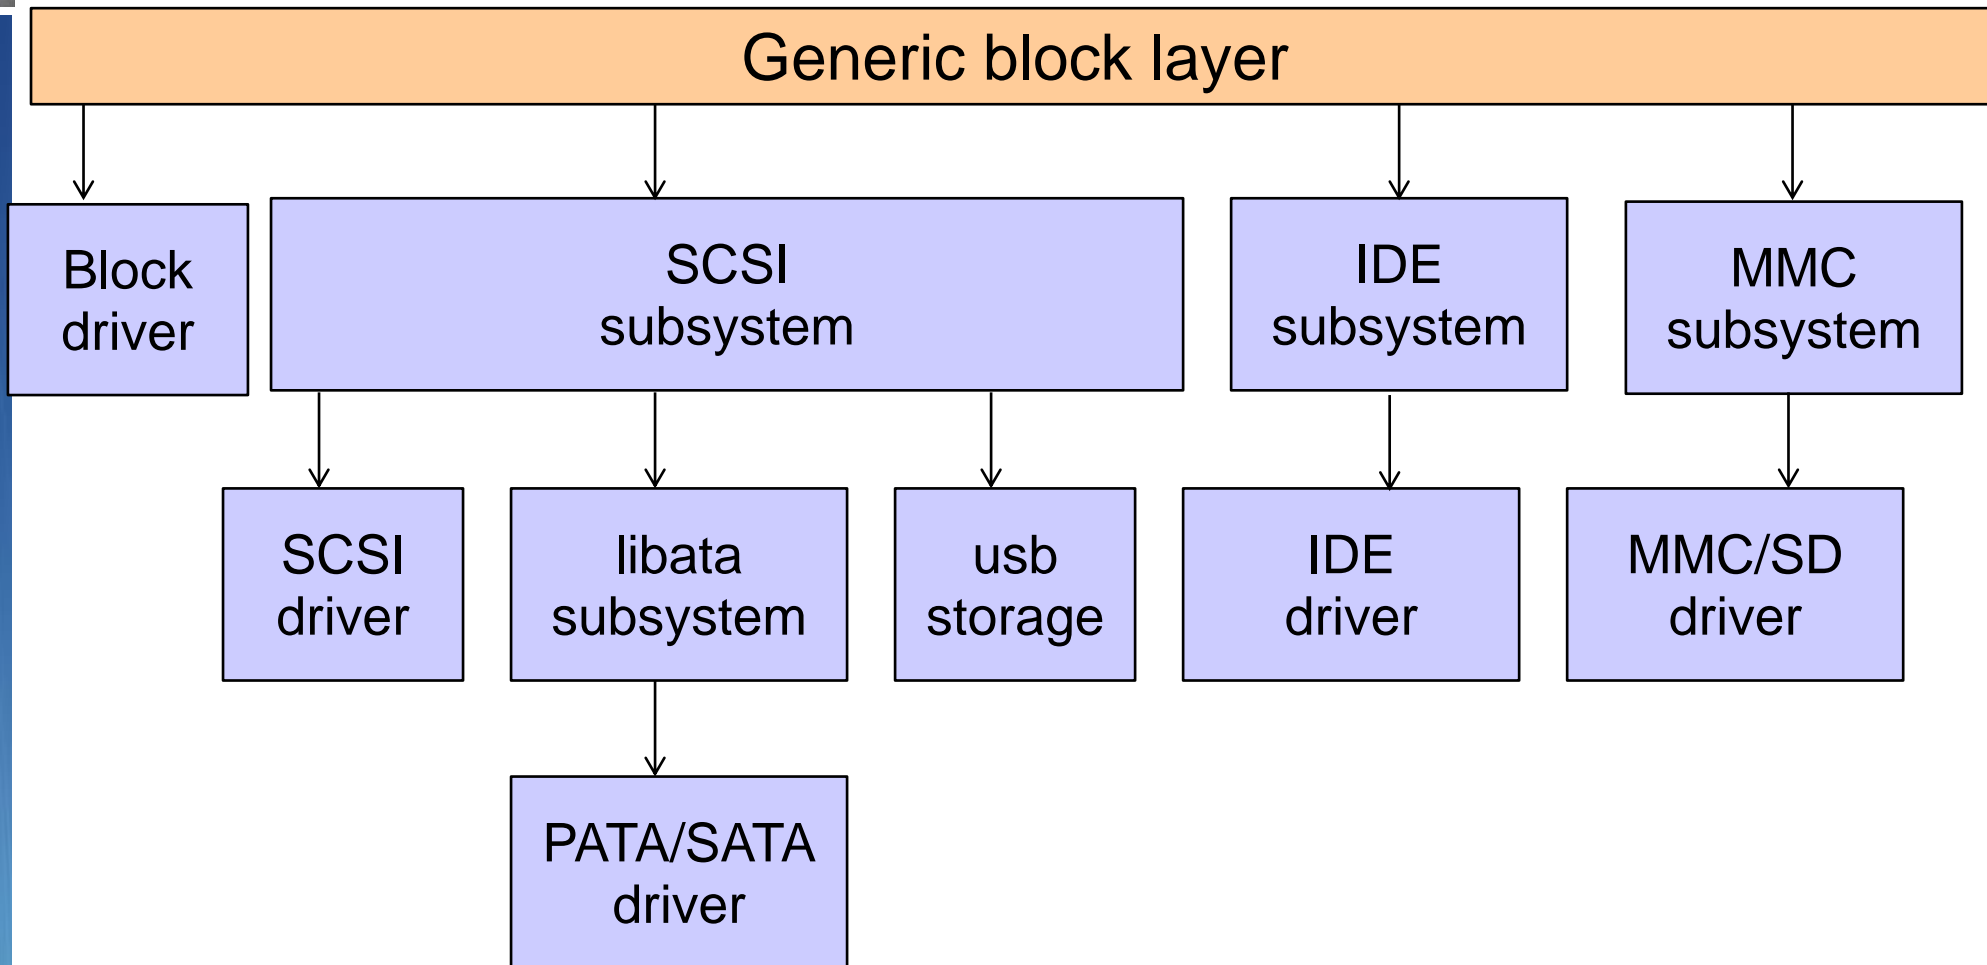 Generic block layer
Block
driver
SCSI
subsystem
IDE
subsystem
MMC
subsystem
SCSI
driver
libata
subsystem
usb
storage
IDE
driver
MMC/SD
driver
PATA/SATA
driver